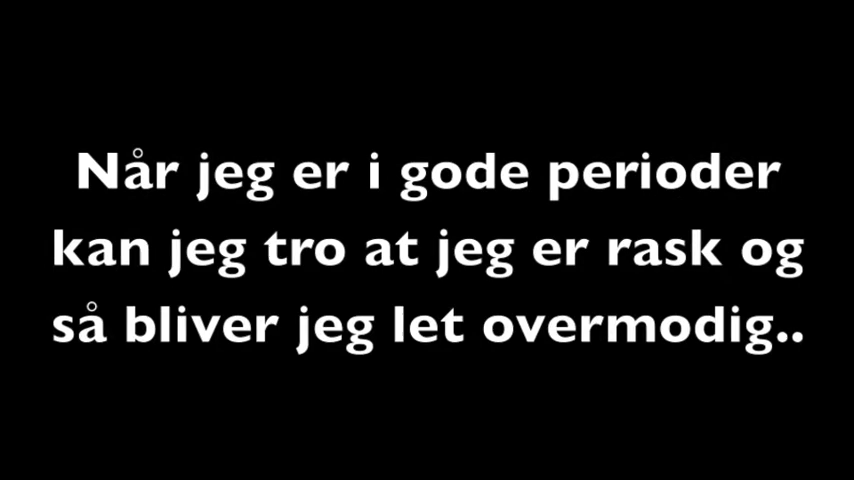 Når jeg er i gode perioder
kan jeg tro at jeg er rask og
så bliver jeg let overmodig..